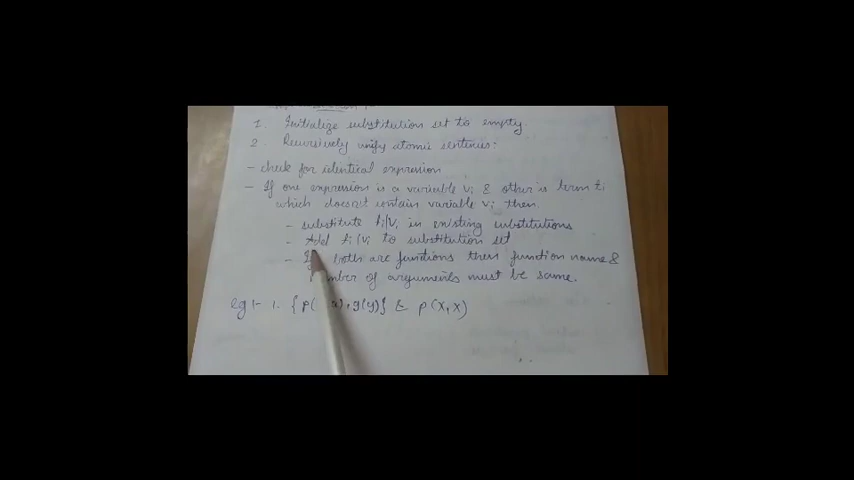 1. Initialize substitution set to empty.
2. Recursively unify atomic sentences:
- check for identical expression
- If one expression is a variable vi & other is term ti
which doesn't contain variable vi then.
- substitute ti/vi in existing substitutions
- Add ti/vi to substitution set
- If both are functions then function name &
number of arguments must be same.
eg:- 1. {p( ), g(y)} & p(x,x)